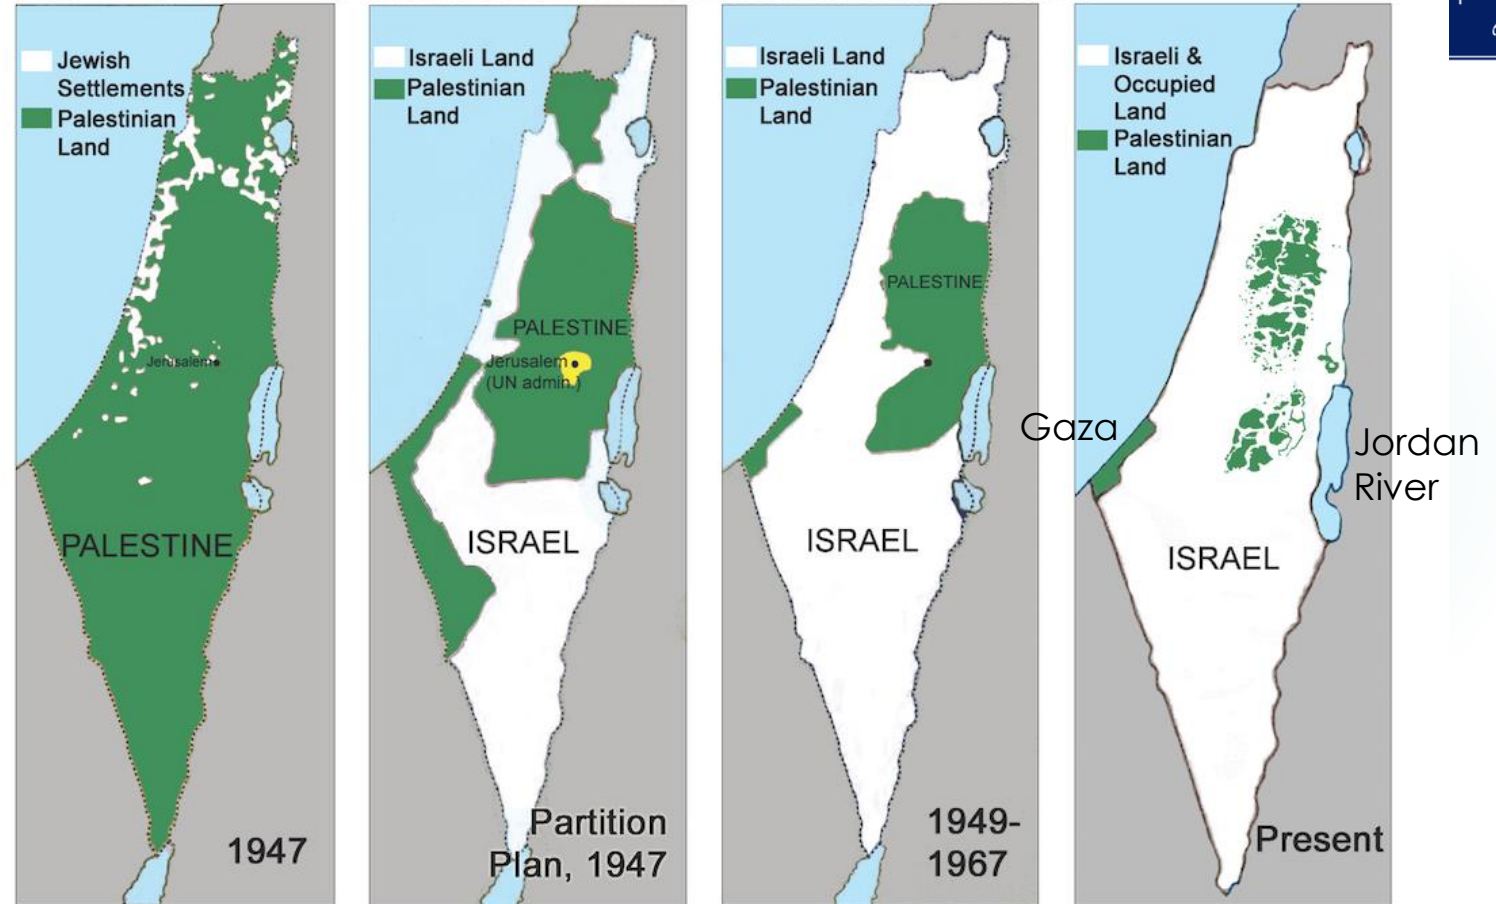 Jewish
Settlements
Palestinian
Land
Jerusalem
PALESTINE
1947
Israeli Land
Palestinian
Land
PALESTINE
Jerusalem
(UN admin.)
ISRAEL
Partition
Plan, 1947
Israeli Land
Palestinian
Land
PALESTINE
ISRAEL
1949-
1967
Israeli &
Occupied
Land
Palestinian
Land
Gaza
Jordan
River
ISRAEL
Present